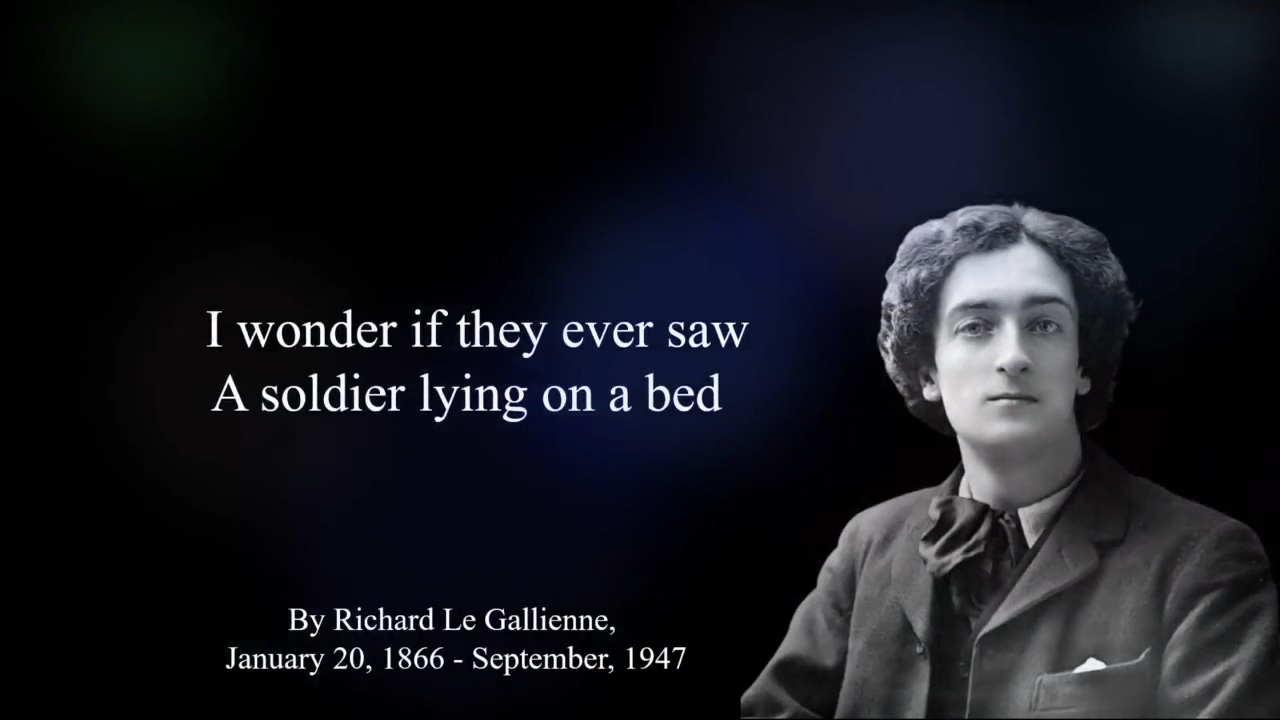 I wonder if they ever saw
A soldier lying on a bed
By Richard Le Gallienne,
January 20, 1866 - September, 1947